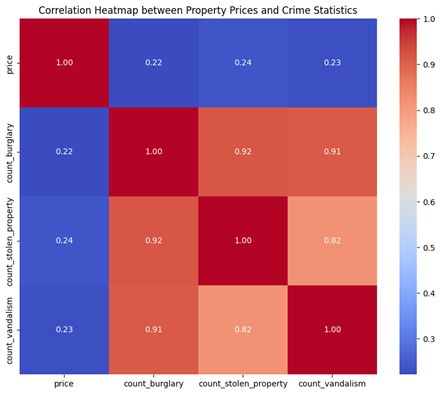 Correlation Heatmap between Property Prices and Crime Statistics
price
1.00
0.22
0.24
0.23
count_burglary
0.22
1.00
0.92
0.91
count_stolen_property
0.24
0.92
1.00
0.82
count_vandalism
0.23
0.91
0.82
1.00
price
count_burglary
count_stolen_property
count_vandalism
1.0
0.9
0.8
0.7
0.6
0.5
0.4
0.3